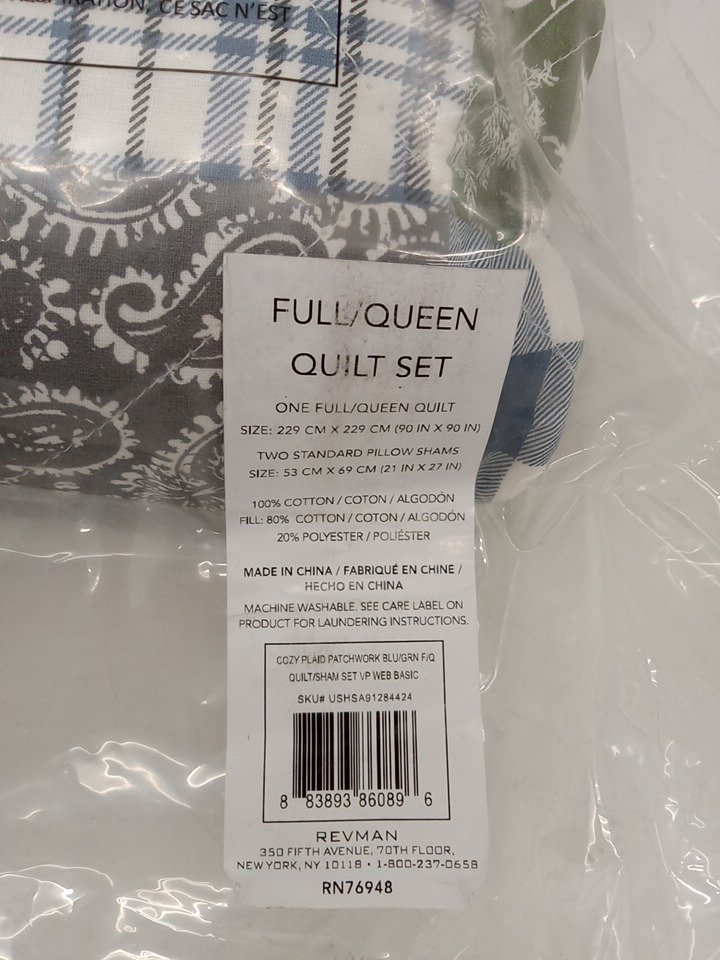 CE SAC N'EST
FULL/QUEEN
QUILT SET
ONE FULL/QUEEN QUILT
SIZE: 229 CM X 229 CM (90 IN X 90 IN)
TWO STANDARD PILLOW SHAMS
SIZE: 53 CM X 69 CM (21 IN X 27 IN)
100% COTTON / COTON / ALGODÓN
FILL: 80% COTTON / COTON / ALGODÓN
20% POLYESTER / POLIÉSTER
MADE IN CHINA / FABRIQUÉ EN CHINE /
HECHO EN CHINA
MACHINE WASHABLE. SEE CARE LABEL ON
PRODUCT FOR LAUNDERING INSTRUCTIONS.
COZY PLAID PATCHWORK BLU/GRN F/Q
QUILT/SHAM SET VP WEB BASIC
SKU# USHSA91284424
8 83893 86089 6
REVMAN
350 FIFTH AVENUE, 70TH FLOOR,
NEW YORK, NY 10118 • 1-800-237-0658
RN76948